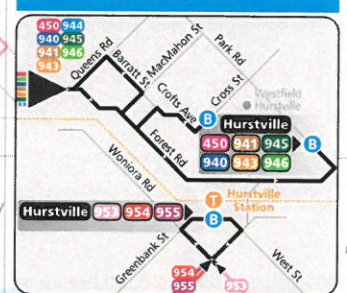 450 944
940 945
941 946
943
Queens Rd
Barratt St
MacMahon St
Park Rd
Crofts Ave
Cross St
B
Westfield
Hurstville
Hurstville
B
450 941 945
940 943 946
Forest Rd
Woniora Rd
T
Hurstville
Station
Hurstville 953 954 955
B
Greenbank St
West St
954
955
953